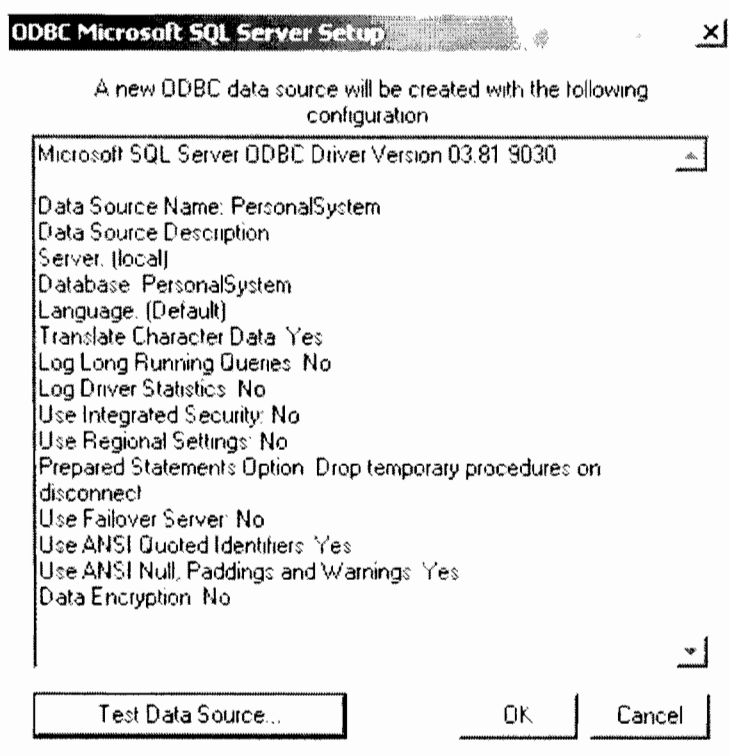 ODBC Microsoft SQL Server Setup
A new ODBC data source will be created with the following
configuration
Microsoft SQL Server ODBC Driver Version 03.81 9030
Data Source Name: PersonalSystem
Data Source Description
Server. (local)
Database PersonalSystem
Language. (Default)
Translate Character Data Yes
Log Long Running Queries No
Log Driver Statistics No
Use Integrated Security: No
Use Regional Settings: No
Prepared Statements Option Drop temporary procedures on
disconnect
Use Failover Server No
Use ANSI Quoted Identifiers Yes
Use ANSI Null, Paddings and Warnings Yes
Data Encryption No
Test Data Source... OK Cancel